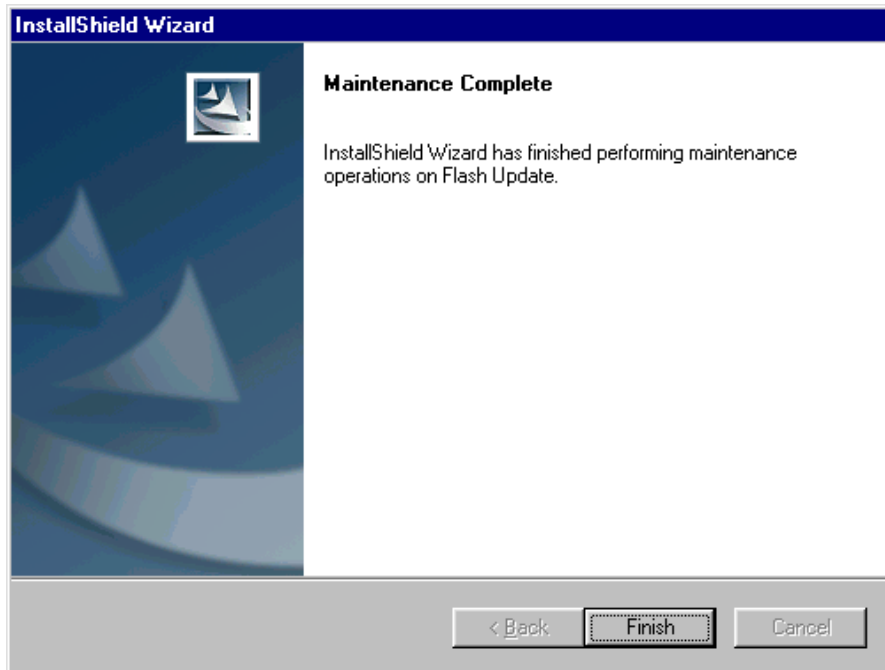 InstallShield Wizard
Maintenance Complete
InstallShield Wizard has finished performing maintenance
operations on Flash Update.
< Back
Finish
Cancel